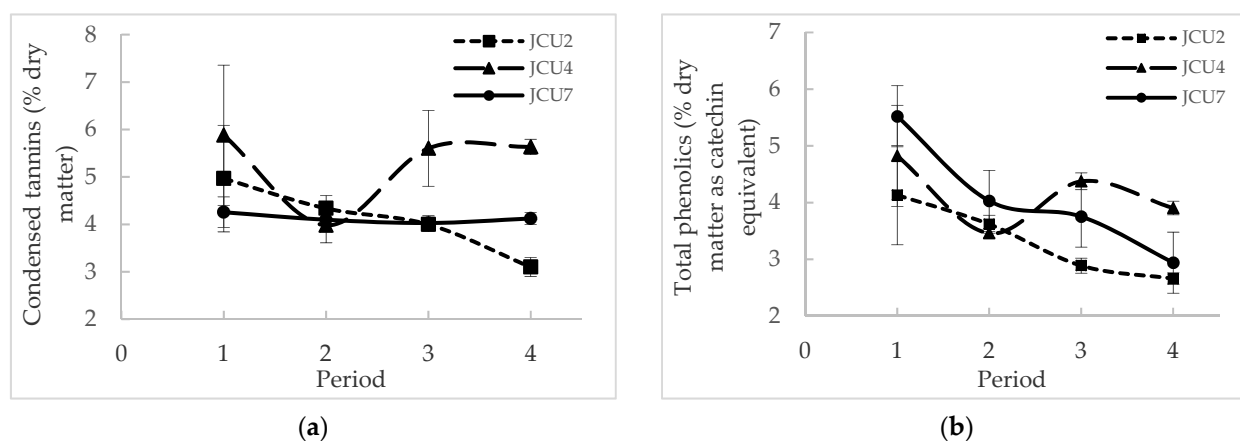 Condensed tannins (% dry
matter)
8
7
6
5
4
3
2
0
1
2
3
4
Period
JCU2
JCU4
JCU7
(a)
Total phenolics (% dry
matter as catechin
equivalent)
7
6
5
4
3
2
0
1
2
3
4
Period
JCU2
JCU4
JCU7
(b)